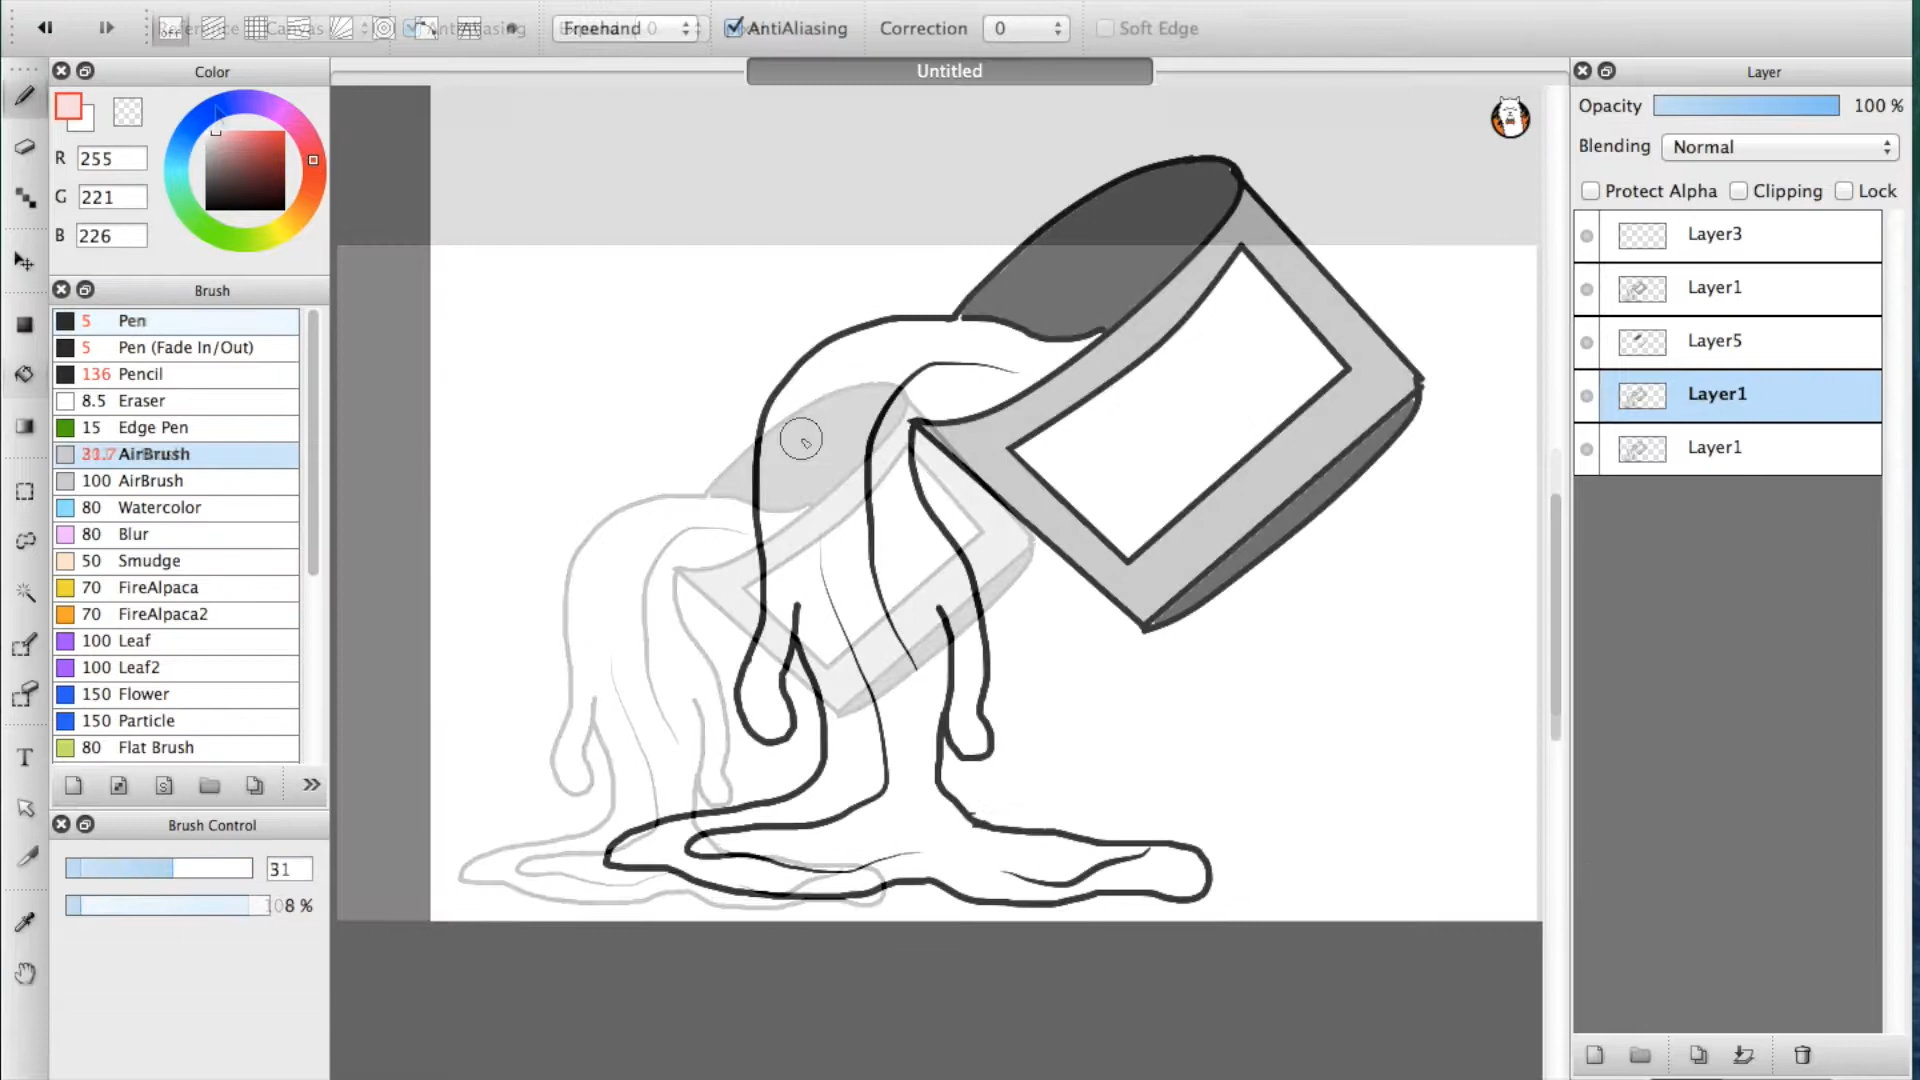 off Canvas Freehand AntiAliasing Correction 0 Soft Edge
Untitled
Color
R 255
G 221
B 226
Brush
5 Pen
5 Pen (Fade In/Out)
136 Pencil
8.5 Eraser
15 Edge Pen
AirBrush
100 AirBrush
80 Watercolor
80 Blur
50 Smudge
70 FireAlpaca
70 FireAlpaca2
100 Leaf
100 Leaf2
150 Flower
150 Particle
80 Flat Brush
Brush Control
31
108 %
T
Layer
Opacity 100 %
Blending Normal
Protect Alpha Clipping Lock
Layer3
Layer1
Layer5
Layer1
Layer1